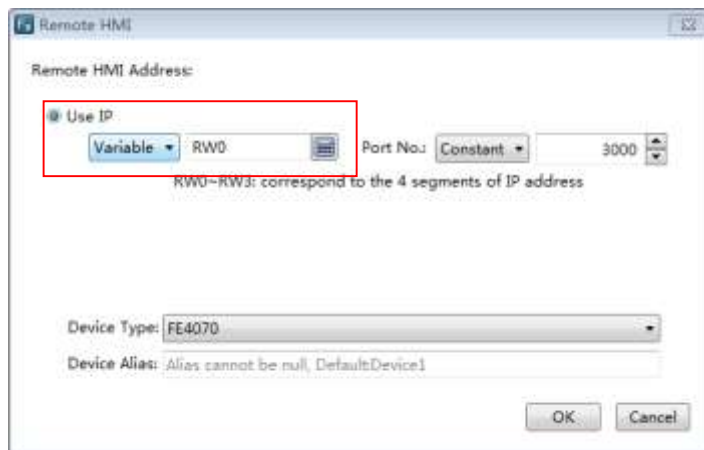 Remote HMI
Remote HMI Address:
Use IP
Variable RW0 Port No.: Constant 3000
RW0~RW3: correspond to the 4 segments of IP address
Device Type: FE4070
Device Alias: Alias cannot be null, DefaultDevice1
OK Cancel